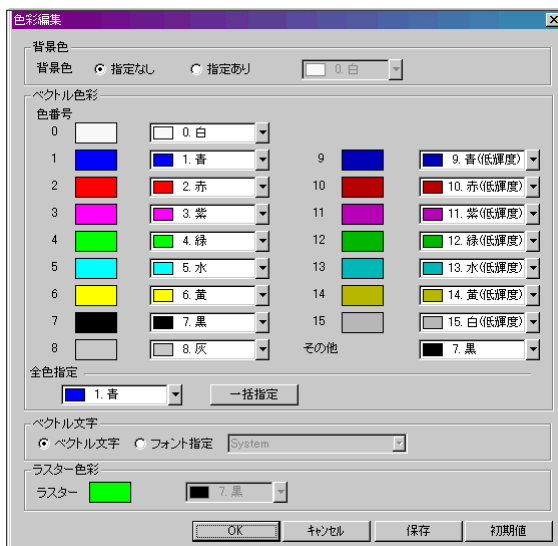 色彩編集
背景色
背景色 指定なし 指定あり 0. 白
ベクトル色彩
色番号
0 0. 白
1 1. 青 9 9. 青(低輝度)
2 2. 赤 10 10. 赤(低輝度)
3 3. 紫 11 11. 紫(低輝度)
4 4. 緑 12 12. 緑(低輝度)
5 5. 水 13 13. 水(低輝度)
6 6. 黄 14 14. 黄(低輝度)
7 7. 黒 15 15. 白(低輝度)
8 8. 灰 その他 7. 黒
全色指定
1. 青 一括指定
ベクトル文字
ベクトル文字 フォント指定 System
ラスター色彩
ラスター 7. 黒
OK キャンセル 保存 初期値